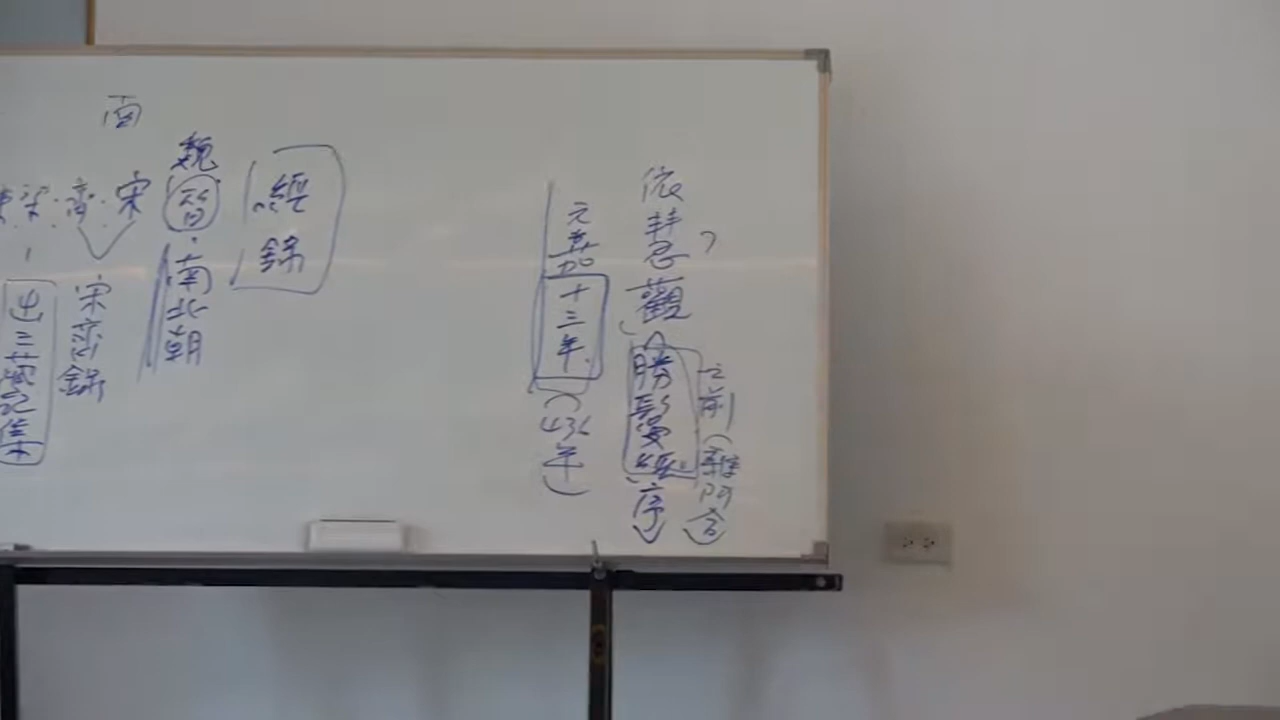 依慧觀《勝鬘經序》
之前（雜阿含）
元嘉十三年（436年）
經錄
魏晉·南北朝
宋·齊·梁·陳
宋齊錄
出三藏記集